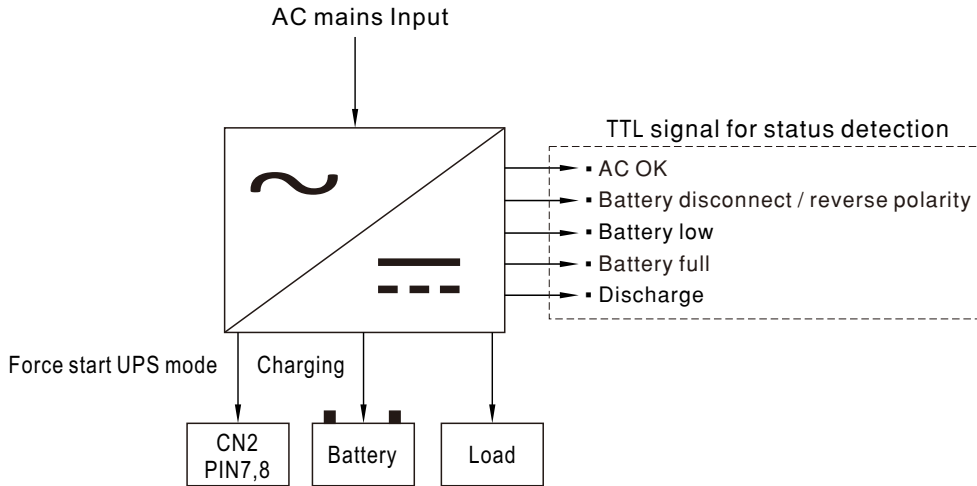 AC mains Input
TTL signal for status detection
▪ AC OK
▪ Battery disconnect / reverse polarity
▪ Battery low
▪ Battery full
▪ Discharge
Force start UPS mode
Charging
CN2
PIN7,8
Battery
Load